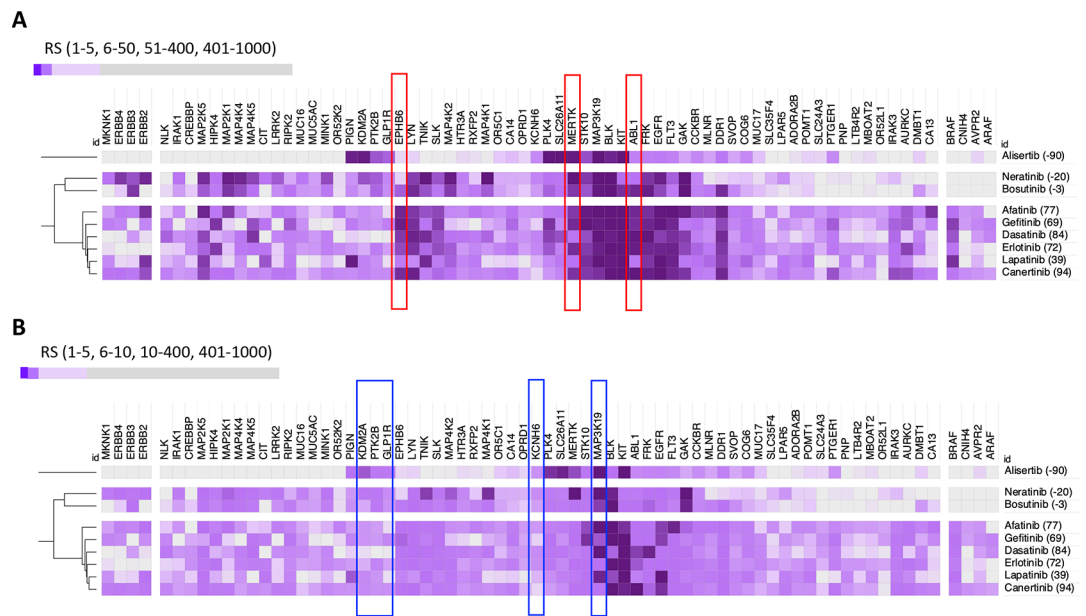 A
RS (1-5, 6-50, 51-400, 401-1000)
id MKNK1 ERBB4 ERBB3 ERBB2 NLK IRAK1 CREBBP MAP2K5 HIPK4 MAP2K1 MAP4K4 MAP4K5 CIT LRRK2 RIPK2 MUC16 MUC5AC MINK1 OR52K2 PIGN KDM2A PTK2B GLP1R EPHB6 LYN TNIK SLK MAP4K2 HTR3A RXFP2 MAP4K1 OR5C1 CA14 OPRD1 KCNH6 PLK4 SLC26A11 MERTK STK10 MAP3K19 BLK KIT ABL1 FRK EGFR FLT3 GAK CCKBR MLNR DDR1 SVOP COG6 MUC17 SLC35F4 LPAR5 ADORA2B POMT1 SLC24A3 PTGER1 PNP LTB4R2 MBOAT2 OR52L1 IRAK3 AURKC DMBT1 CA13 BRAF CNIH4 AVPR2 ARAF id
Alisertib (-90)
Neratinib (-20)
Bosutinib (-3)
Afatinib (77)
Gefitinib (69)
Dasatinib (84)
Erlotinib (72)
Lapatinib (39)
Canertinib (94)
B
RS (1-5, 6-10, 10-400, 401-1000)
id MKNK1 ERBB4 ERBB3 ERBB2 NLK IRAK1 CREBBP MAP2K5 HIPK4 MAP2K1 MAP4K4 MAP4K5 CIT LRRK2 RIPK2 MUC16 MUC5AC MINK1 OR52K2 PIGN KDM2A PTK2B GLP1R EPHB6 LYN TNIK SLK MAP4K2 HTR3A RXFP2 MAP4K1 OR5C1 CA14 OPRD1 KCNH6 PLK4 SLC26A11 MERTK STK10 MAP3K19 BLK KIT ABL1 FRK EGFR FLT3 GAK CCKBR MLNR DDR1 SVOP COG6 MUC17 SLC35F4 LPAR5 ADORA2B POMT1 SLC24A3 PTGER1 PNP LTB4R2 MBOAT2 OR52L1 IRAK3 AURKC DMBT1 CA13 BRAF CNIH4 AVPR2 ARAF id
Alisertib (-90)
Neratinib (-20)
Bosutinib (-3)
Afatinib (77)
Gefitinib (69)
Dasatinib (84)
Erlotinib (72)
Lapatinib (39)
Canertinib (94)